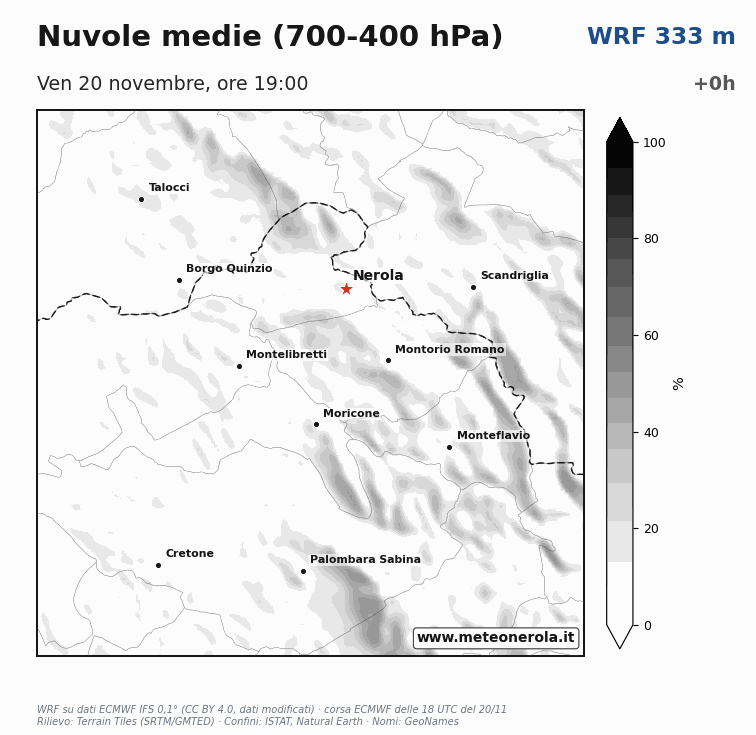 Nuvole medie (700-400 hPa)
WRF 333 m
Ven 20 novembre, ore 19:00
+0h
Talocci
Borgo Quinzio
Nerola
Scandriglia
Montelibretti
Montorio Romano
Moricone
Monteflavio
Cretone
Palombara Sabina
www.meteonerola.it
100
80
60
40
20
0
%
WRF su dati ECMWF IFS 0,1° (CC BY 4.0, dati modificati) · corsa ECMWF delle 18 UTC del 20/11
Rilievo: Terrain Tiles (SRTM/GMTED) · Confini: ISTAT, Natural Earth · Nomi: GeoNames